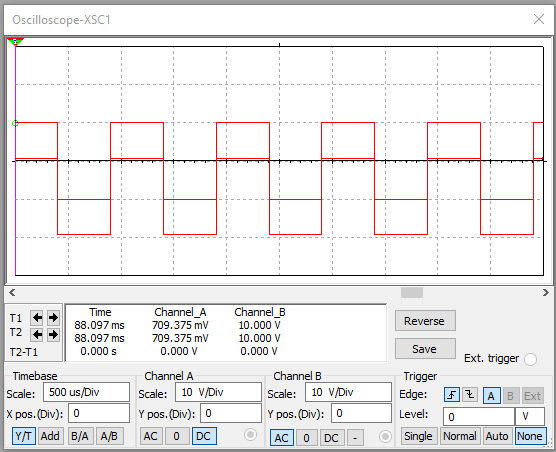 Oscilloscope-XSC1
T1
T2
T2-T1
Time Channel_A Channel_B
88.097 ms 709.375 mV 10.000 V
88.097 ms 709.375 mV 10.000 V
0.000 s 0.000 V 0.000 V
Reverse
Save
Ext. trigger
Timebase
Scale: 500 us/Div
X pos.(Div): 0
Y/T Add B/A A/B
Channel A
Scale: 10 V/Div
Y pos.(Div): 0
AC 0 DC
Channel B
Scale: 10 V/Div
Y pos.(Div): 0
AC 0 DC -
Trigger
Edge: A B Ext
Level: 0 V
Single Normal Auto None